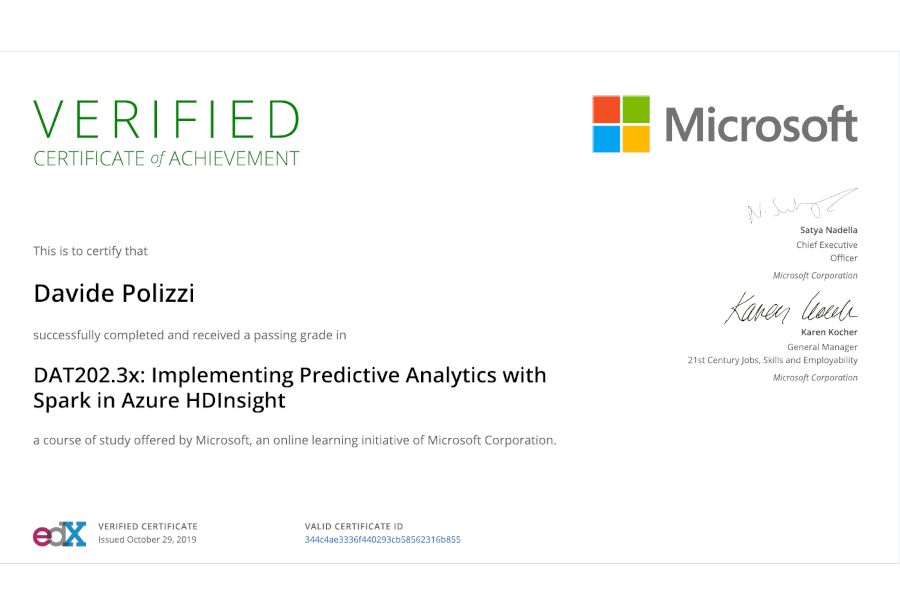 VERIFIED
CERTIFICATE of ACHIEVEMENT
Microsoft
This is to certify that
Davide Polizzi
successfully completed and received a passing grade in
DAT202.3x: Implementing Predictive Analytics with
Spark in Azure HDInsight
a course of study offered by Microsoft, an online learning initiative of Microsoft Corporation.
Satya Nadella
Chief Executive
Officer
Microsoft Corporation
Karen Kocher
General Manager
21st Century Jobs, Skills and Employability
Microsoft Corporation
edX
VERIFIED CERTIFICATE
Issued October 29, 2019
VALID CERTIFICATE ID
344c4ae3336f440293cb58562316b855